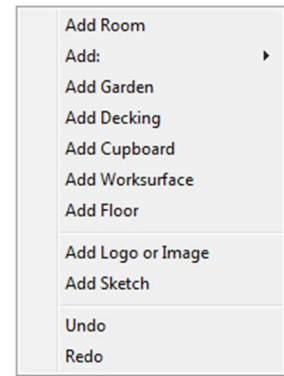 Add Room
Add:
Add Garden
Add Decking
Add Cupboard
Add Worksurface
Add Floor
Add Logo or Image
Add Sketch
Undo
Redo